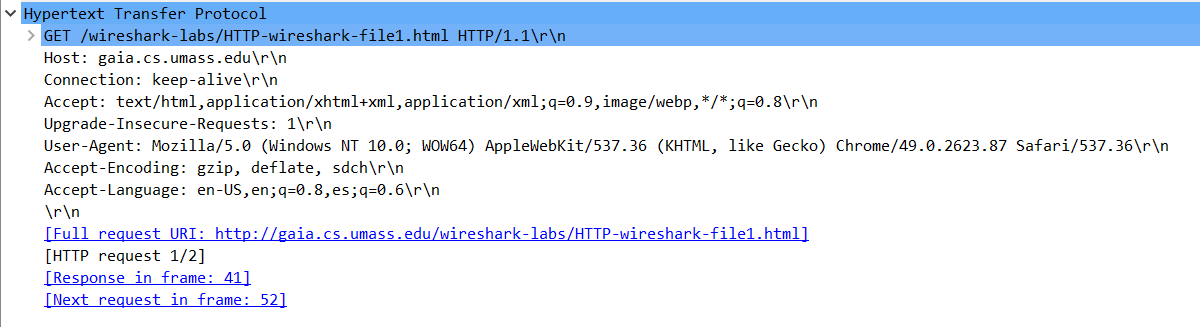 Hypertext Transfer Protocol
GET /wireshark-labs/HTTP-wireshark-file1.html HTTP/1.1\r\n
Host: gaia.cs.umass.edu\r\n
Connection: keep-alive\r\n
Accept: text/html,application/xhtml+xml,application/xml;q=0.9,image/webp,*/*;q=0.8\r\n
Upgrade-Insecure-Requests: 1\r\n
User-Agent: Mozilla/5.0 (Windows NT 10.0; WOW64) AppleWebKit/537.36 (KHTML, like Gecko) Chrome/49.0.2623.87 Safari/537.36\r\n
Accept-Encoding: gzip, deflate, sdch\r\n
Accept-Language: en-US,en;q=0.8,es;q=0.6\r\n
\r\n
[Full request URI: http://gaia.cs.umass.edu/wireshark-labs/HTTP-wireshark-file1.html]
[HTTP request 1/2]
[Response in frame: 41]
[Next request in frame: 52]